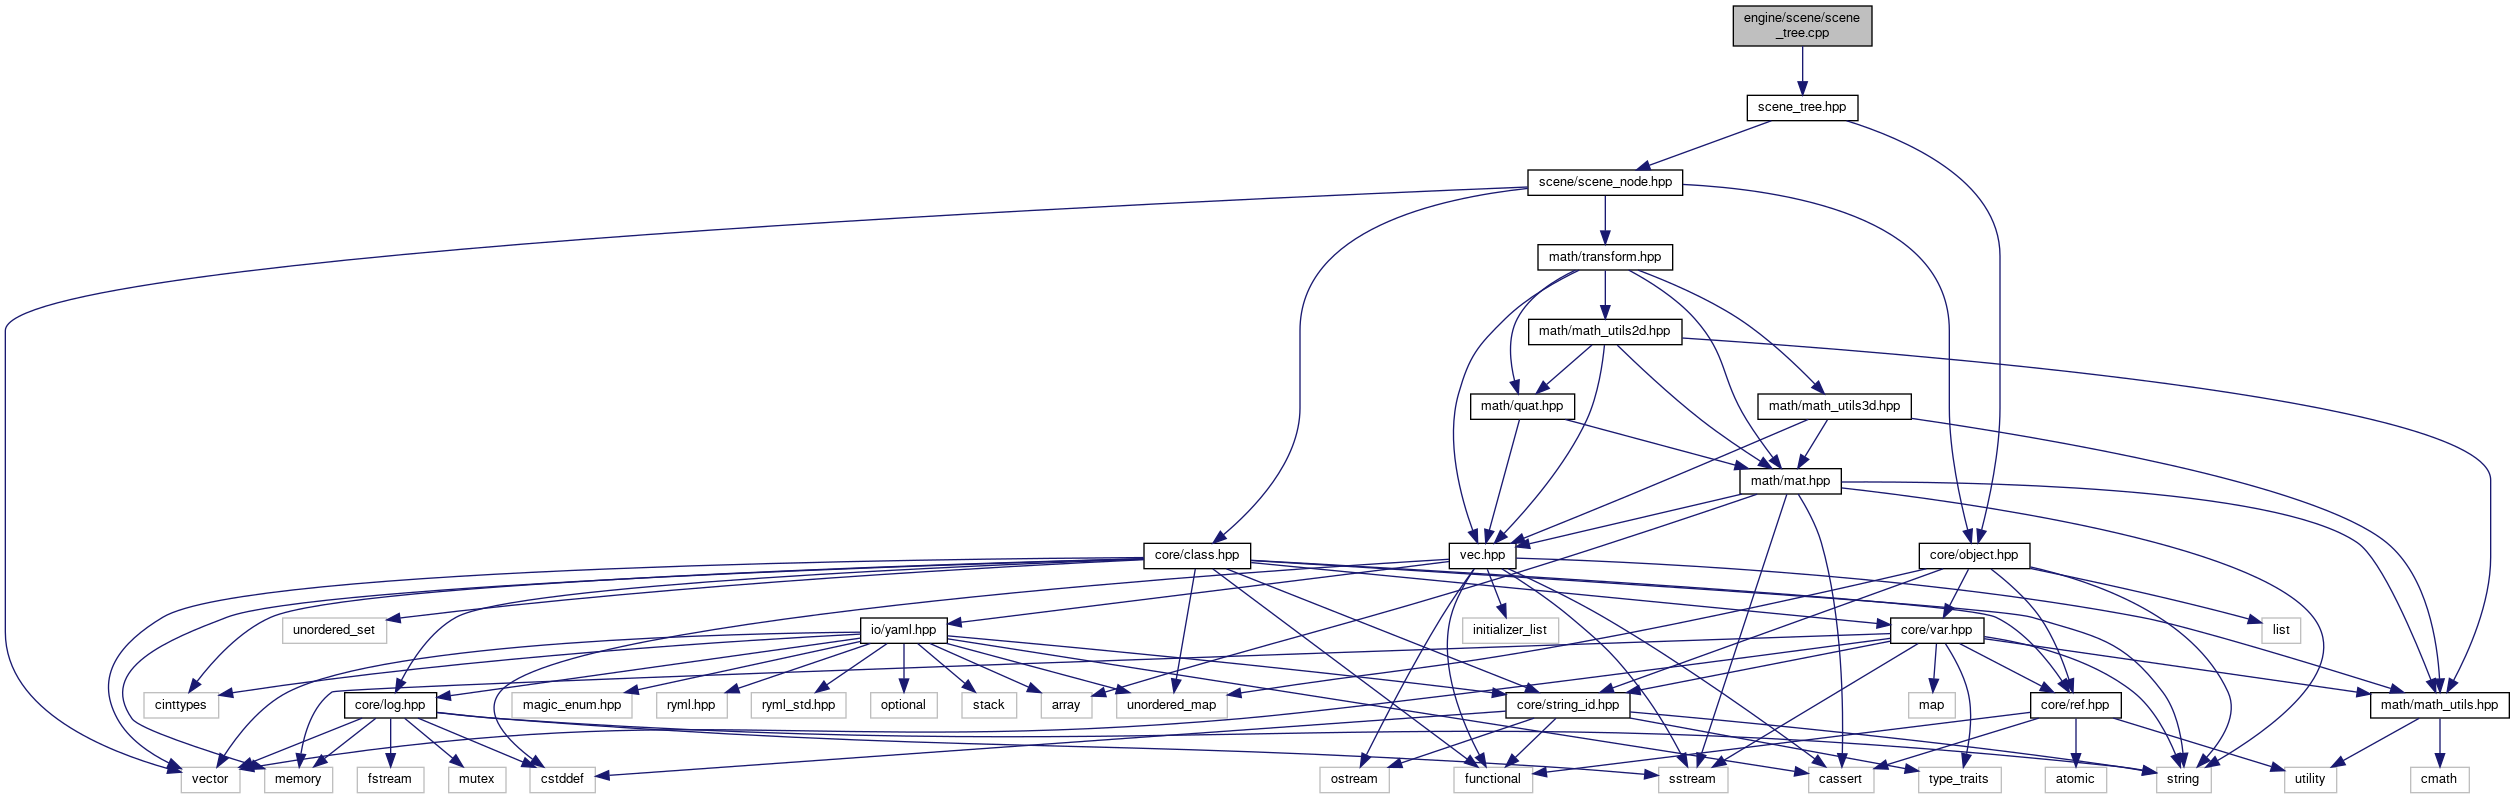 engine/scene/scene
_tree.cpp
scene_tree.hpp
scene/scene_node.hpp
math/transform.hpp
math/math_utils2d.hpp
math/quat.hpp
math/math_utils3d.hpp
math/mat.hpp
core/class.hpp
vec.hpp
core/object.hpp
unordered_set
io/yaml.hpp
initializer_list
core/var.hpp
list
cinttypes
core/log.hpp
magic_enum.hpp
ryml.hpp
ryml_std.hpp
optional
stack
array
unordered_map
core/string_id.hpp
map
core/ref.hpp
math/math_utils.hpp
vector
memory
fstream
mutex
cstddef
ostream
functional
sstream
cassert
type_traits
atomic
string
utility
cmath